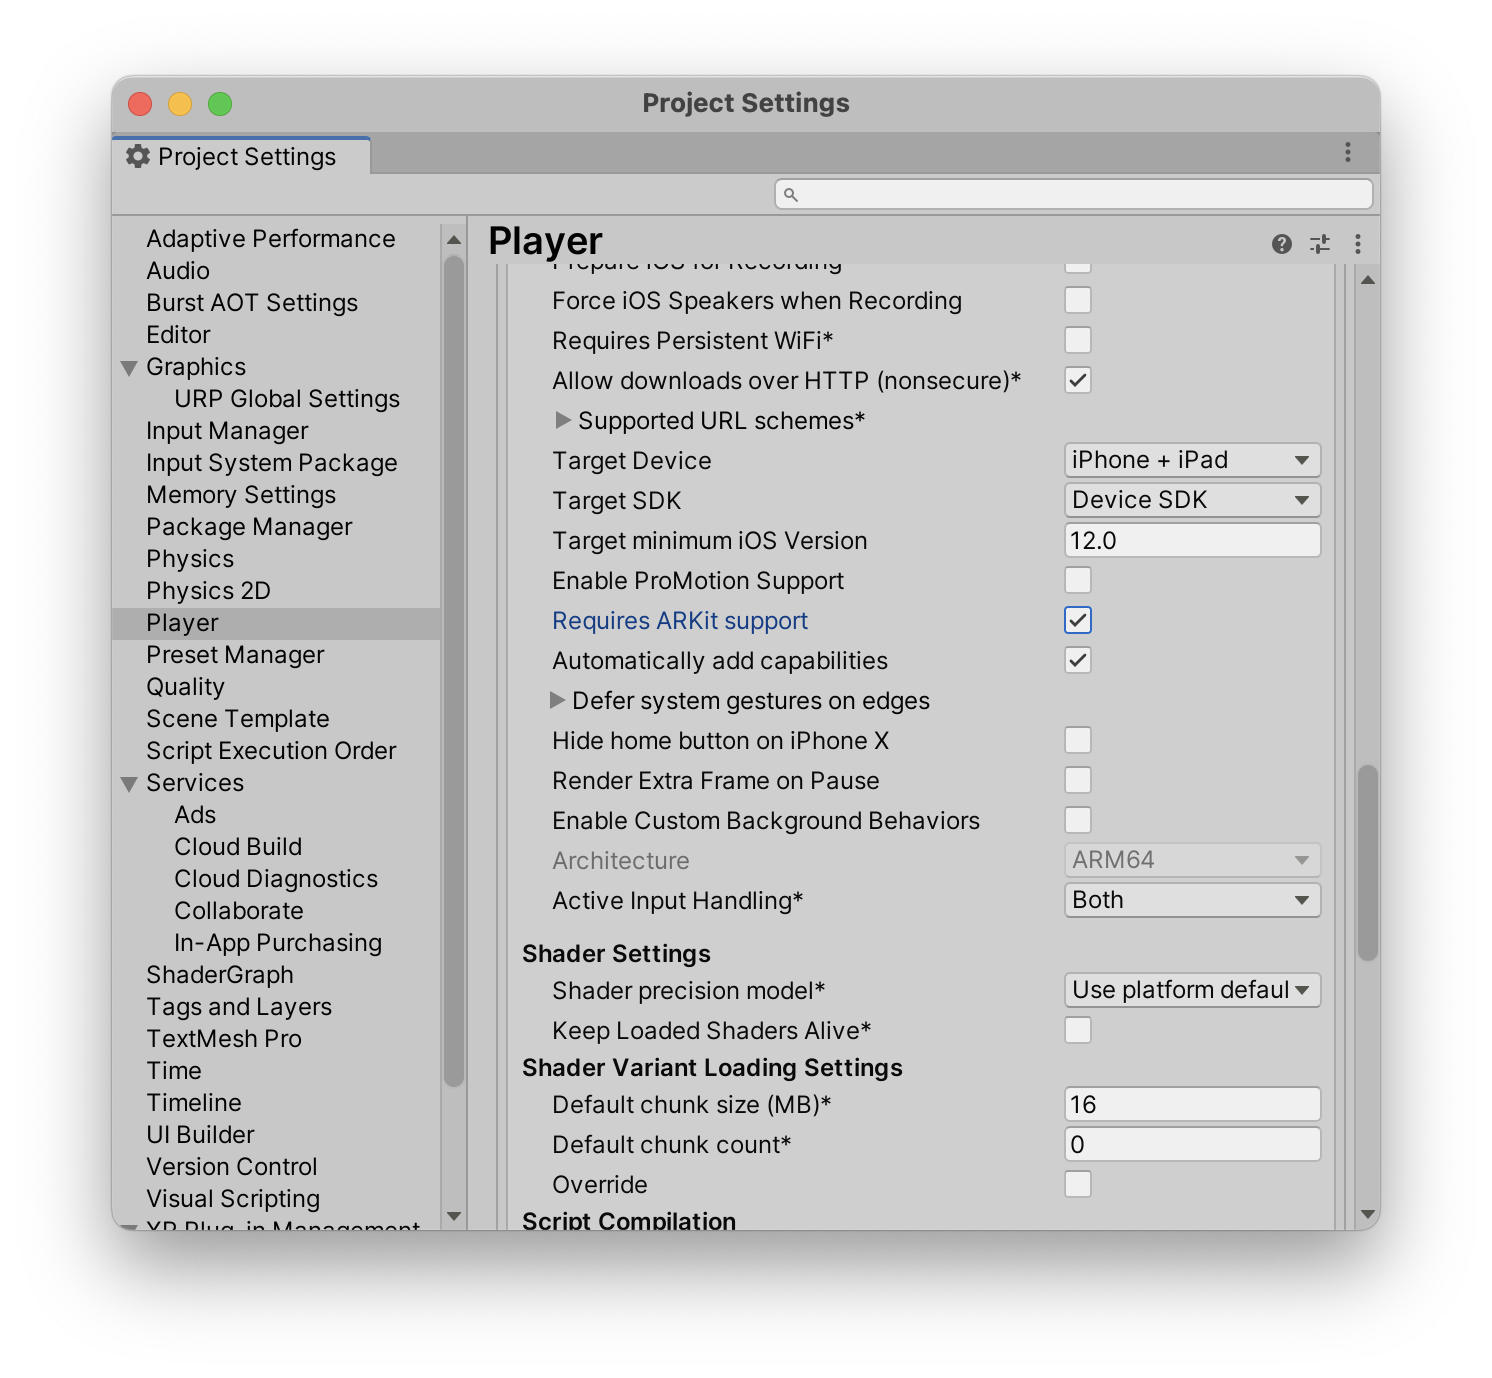 Project Settings
Project Settings
Adaptive Performance
Audio
Burst AOT Settings
Editor
Graphics
URP Global Settings
Input Manager
Input System Package
Memory Settings
Package Manager
Physics
Physics 2D
Player
Preset Manager
Quality
Scene Template
Script Execution Order
Services
Ads
Cloud Build
Cloud Diagnostics
Collaborate
In-App Purchasing
ShaderGraph
Tags and Layers
TextMesh Pro
Time
Timeline
UI Builder
Version Control
Visual Scripting
XR Plug-in Management
Player
Prepare iOS for Recording
Force iOS Speakers when Recording
Requires Persistent WiFi*
Allow downloads over HTTP (nonsecure)*
Supported URL schemes*
Target Device iPhone + iPad
Target SDK Device SDK
Target minimum iOS Version 12.0
Enable ProMotion Support
Requires ARKit support
Automatically add capabilities
Defer system gestures on edges
Hide home button on iPhone X
Render Extra Frame on Pause
Enable Custom Background Behaviors
Architecture ARM64
Active Input Handling* Both
Shader Settings
Shader precision model* Use platform defaul
Keep Loaded Shaders Alive*
Shader Variant Loading Settings
Default chunk size (MB)* 16
Default chunk count* 0
Override
Script Compilation